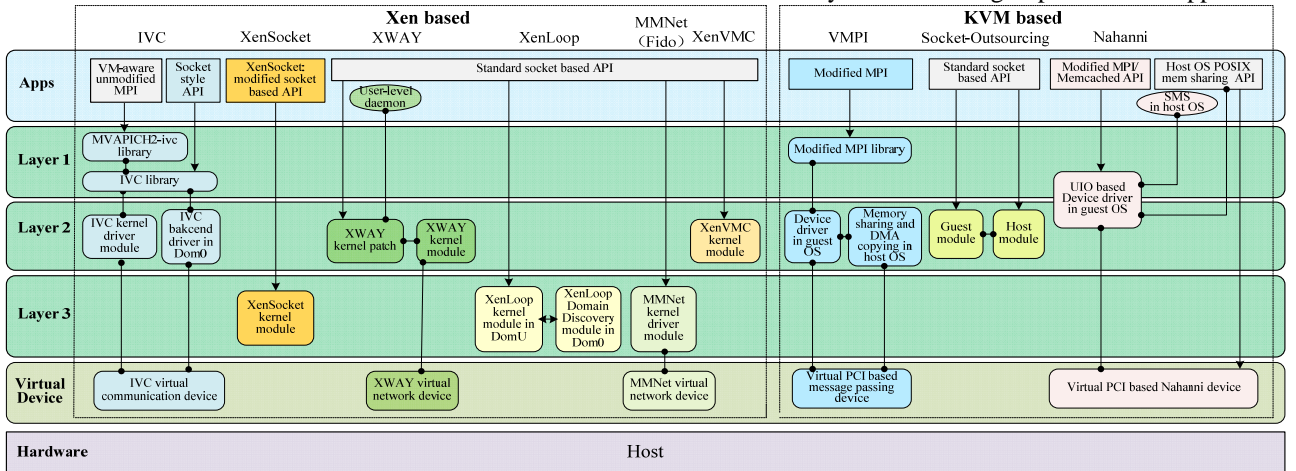 Xen based
KVM based
IVC
XenSocket
XWAY
XenLoop
MMNet
(Fido)
XenVMC
VMPI
Socket-Outsourcing
Nahanni
Apps
VM-aware
unmodified
MPI
Socket
style
API
XenSocket:
modified socket
based API
Standard socket based API
User-level
daemon
Modified MPI
Standard socket
based API
Modified MPI/
Memcached API
Host OS POSIX
mem sharing API
SMS
in host OS
Layer 1
MVAPICH2-ivc
library
IVC library
Modified MPI library
UIO based
Device driver
in guest OS
Layer 2
IVC kernel
driver
module
IVC
bakcend
driver in
Dom0
XWAY
kernel patch
XWAY
kernel
module
XenVMC
kernel
module
Device
driver
in guest
OS
Memory
sharing and
DMA
copying in
host OS
Guest
module
Host
module
Layer 3
XenSocket
kernel
module
XenLoop
kernel
module in
DomU
XenLoop
Domain
Discovery
module in
Dom0
MMNet
kernel
driver
module
Virtual
Device
IVC virtual
communication device
XWAY virtual
network device
MMNet virtual
network device
Virtual PCI based
message passing
device
Virtual PCI based Nahanni device
Hardware
Host